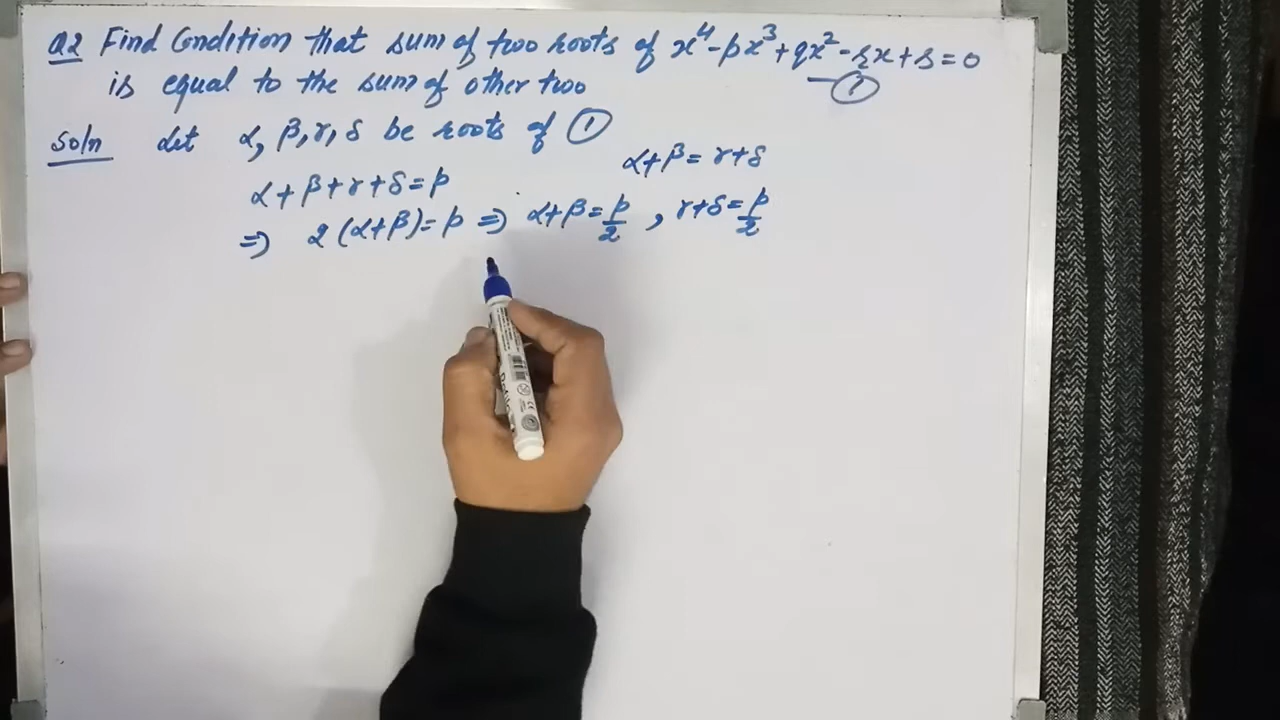 Q2 Find Condition that sum of two roots of x⁴-px³+qx²-rx+s=0
is equal to the sum of other two —①
Soln Let α, β, γ, δ be roots of ①
α+β=γ+δ
α+β+γ+δ=p
⇒ 2(α+β)=p ⇒ α+β=p/2, γ+δ=p/2